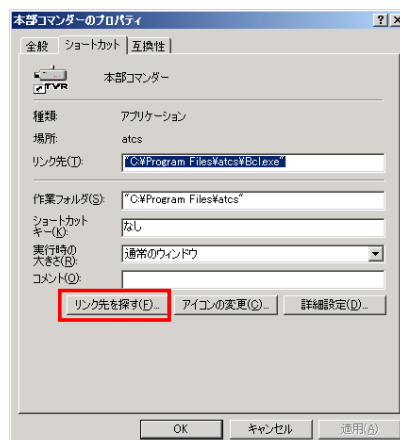 本部コマンダーのプロパティ
全般 ショートカット 互換性
TVR 本部コマンダー
種類: アプリケーション
場所: atcs
リンク先(T): "C:¥Program Files¥atcs¥Bcl.exe"
作業フォルダ(S): "C:¥Program Files¥atcs"
ショートカット
キー(K): なし
実行時の
大きさ(R): 通常のウィンドウ
コメント(O):
リンク先を探す(F)... アイコンの変更(C)... 詳細設定(D)...
OK キャンセル 適用(A)